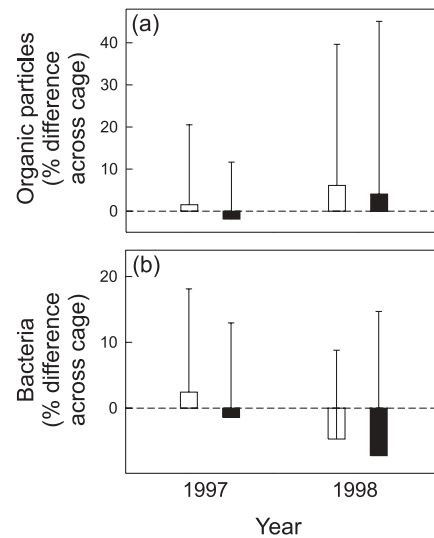 (a)
Organic particles
(% difference
across cage)
40
30
20
10
0
(b)
Bacteria
(% difference
across cage)
20
10
0
1997 1998
Year